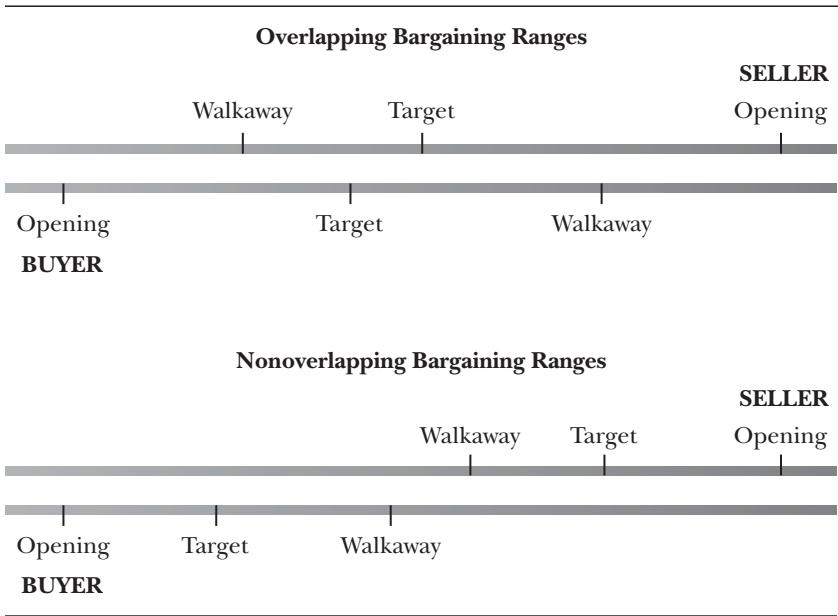 Overlapping Bargaining Ranges
SELLER
Walkaway Target Opening
Opening Target Walkaway
BUYER
Nonoverlapping Bargaining Ranges
SELLER
Walkaway Target Opening
Opening Target Walkaway
BUYER